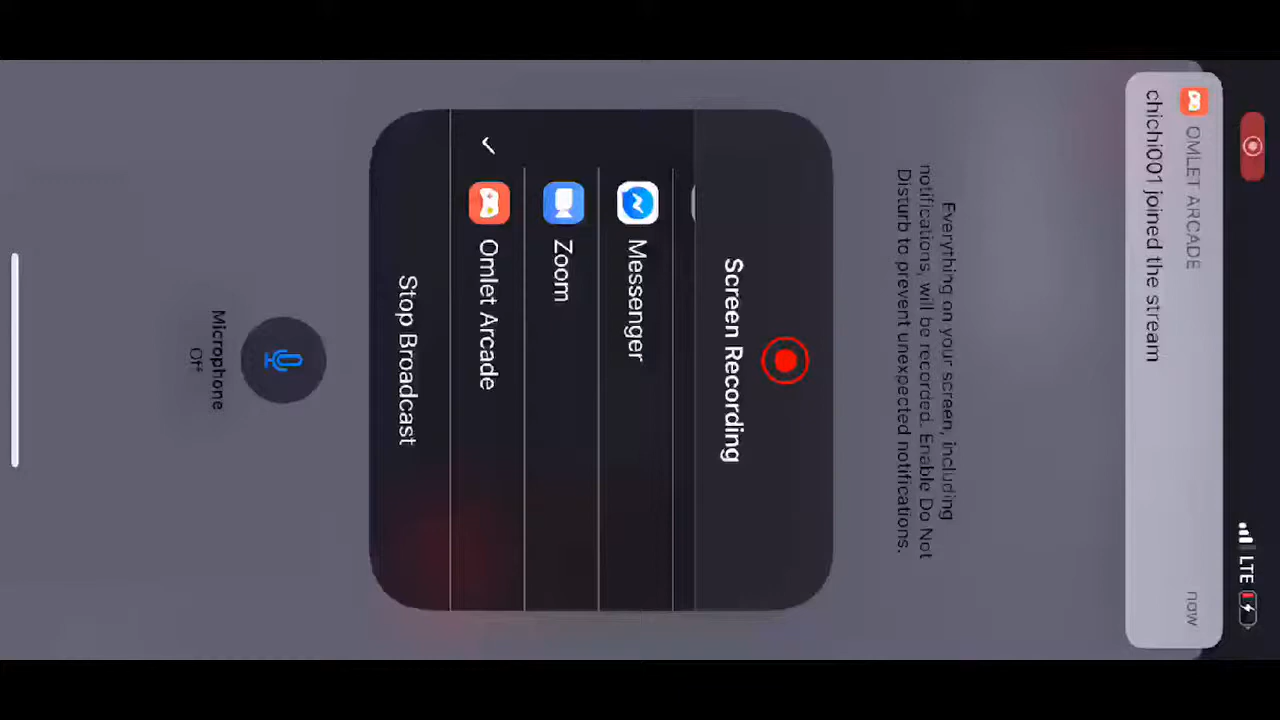 LTE
OMLET ARCADE
now
chichi001 joined the stream
Everything on your screen, including
notifications, will be recorded. Enable Do Not
Disturb to prevent unexpected notifications.
Screen Recording
Messenger
Zoom
Omlet Arcade
Stop Broadcast
Microphone
Off